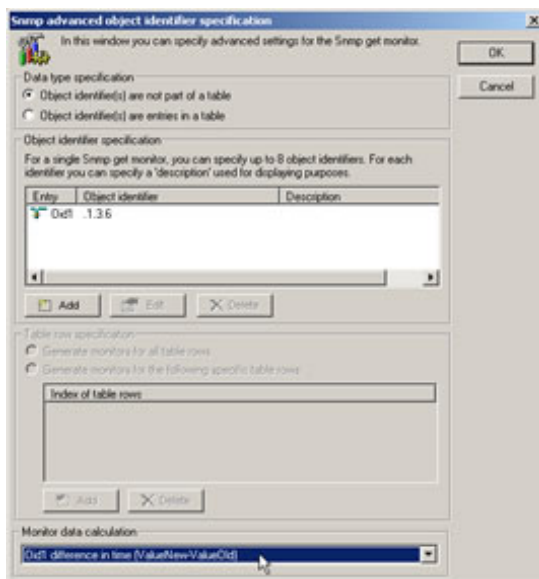 Snmp advanced object identifier specification
In this window you can specify advanced settings for the Snmp get monitor.
OK
Cancel
Data type specification
Object identifier(s) are not part of a table
Object identifier(s) are entries in a table
Object identifier specification
For a single Snmp get monitor, you can specify up to 8 object identifiers. For each
identifier you can specify a 'description' used for displaying purposes.
Entry Object identifier Description
Oid1 .1.3.6
Add Edit Delete
Table row specification
Generate monitors for all table rows
Generate monitors for the following specific table rows:
Index of table rows
Add Delete
Monitor data calculation
Oid1 difference in time (ValueNew-ValueOld)